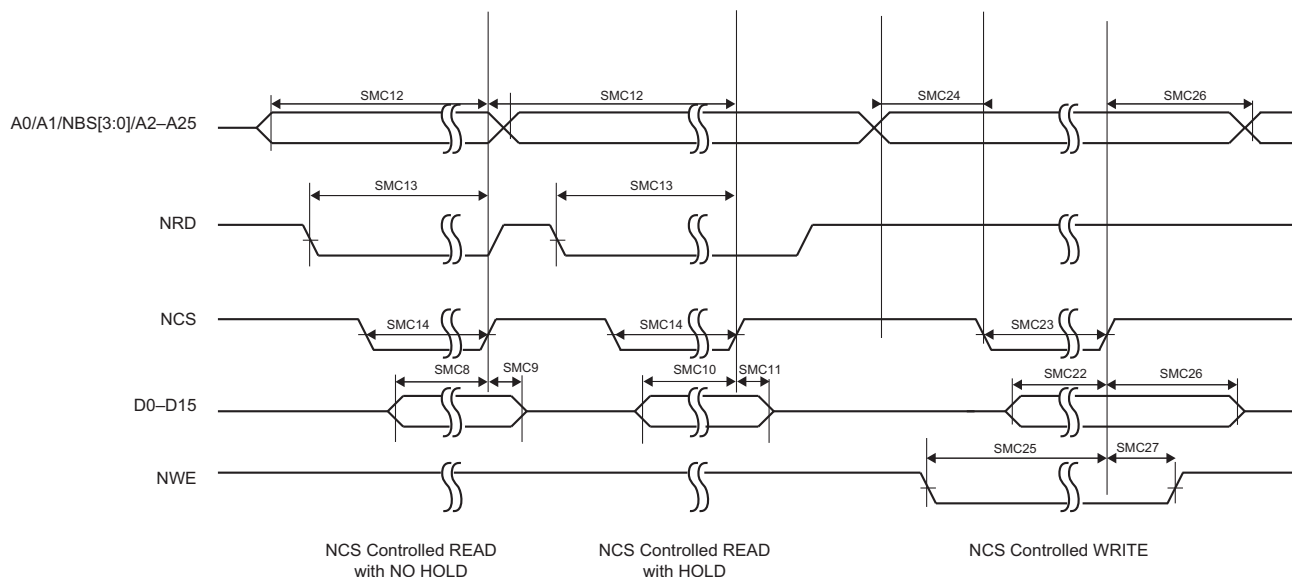 SMC12
SMC12
SMC24
SMC26
A0/A1/NBS[3:0]/A2–A25
SMC13
SMC13
NRD
NCS
SMC14
SMC14
SMC23
SMC8
SMC9
SMC10
SMC11
SMC22
SMC26
D0–D15
SMC25
SMC27
NWE
NCS Controlled READ
with NO HOLD
NCS Controlled READ
with HOLD
NCS Controlled WRITE